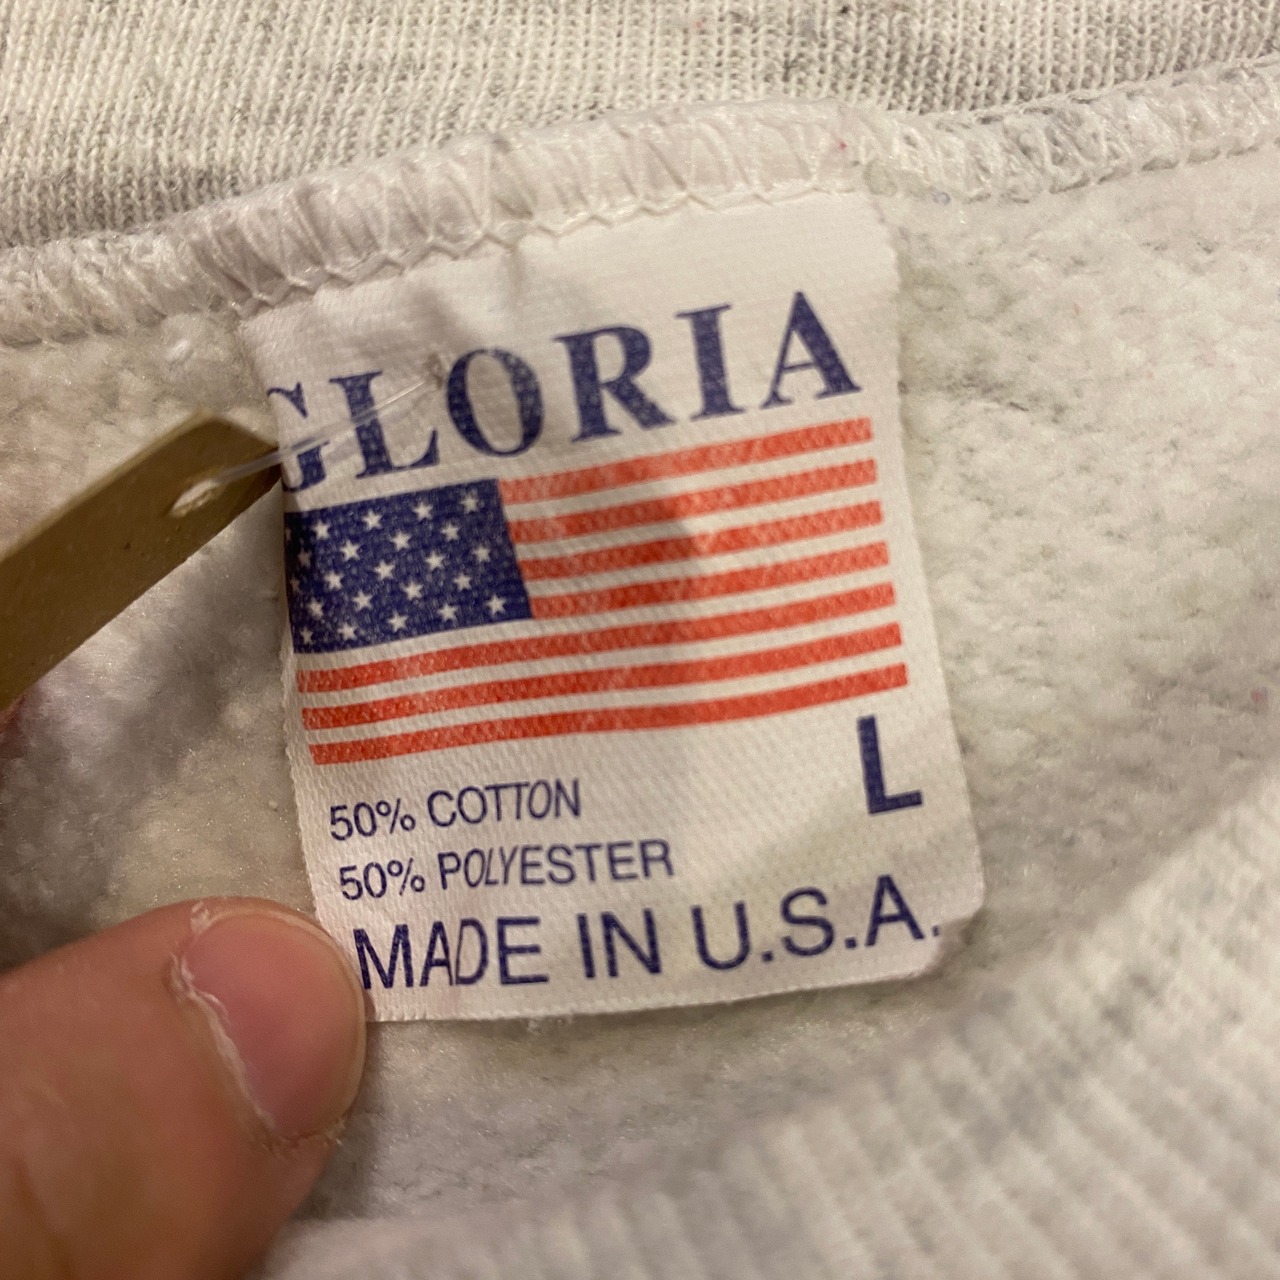 GLORIA
L
50% COTTON
50% POLYESTER
MADE IN U.S.A.